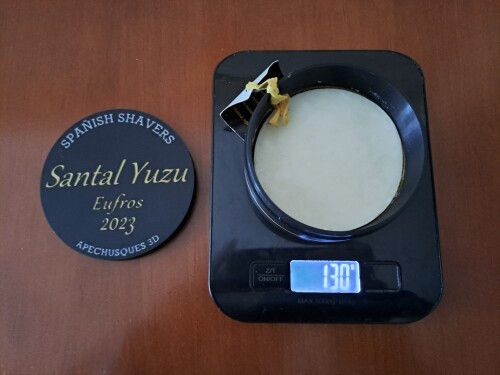 SPAÑISH SHAVERS
Santal Yuzu
Eufros
2023
APECHUSQUES 3D
130
Z/T
ON/OFF